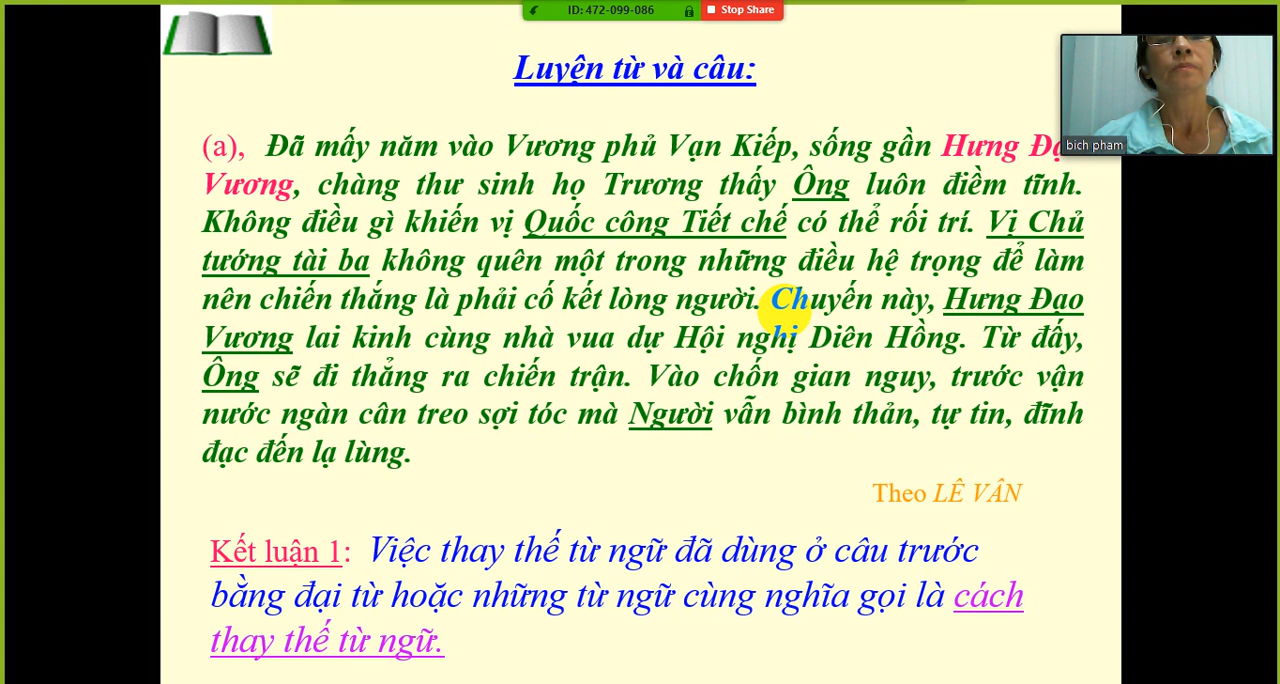 ID: 472-099-086
Stop Share
Luyện từ và câu:
bich pham
(a), Đã mấy năm vào Vương phủ Vạn Kiếp, sống gần Hưng
Vương, chàng thư sinh họ Trương thấy Ông luôn điềm tĩnh.
Không điều gì khiến vị Quốc công Tiết chế có thể rối trí. Vị Chủ
tướng tài ba không quên một trong những điều hệ trọng để làm
nên chiến thắng là phải cố kết lòng người. Chuyến này, Hưng Đạo
Vương lai kinh cùng nhà vua dự Hội nghị Diên Hồng. Từ đấy,
Ông sẽ đi thẳng ra chiến trận. Vào chốn gian nguy, trước vận
nước ngàn cân treo sợi tóc mà Người vẫn bình thản, tự tin, đĩnh
đạc đến lạ lùng.
Theo LÊ VÂN
Kết luận 1: Việc thay thế từ ngữ đã dùng ở câu trước
bằng đại từ hoặc những từ ngữ cùng nghĩa gọi là cách
thay thế từ ngữ.